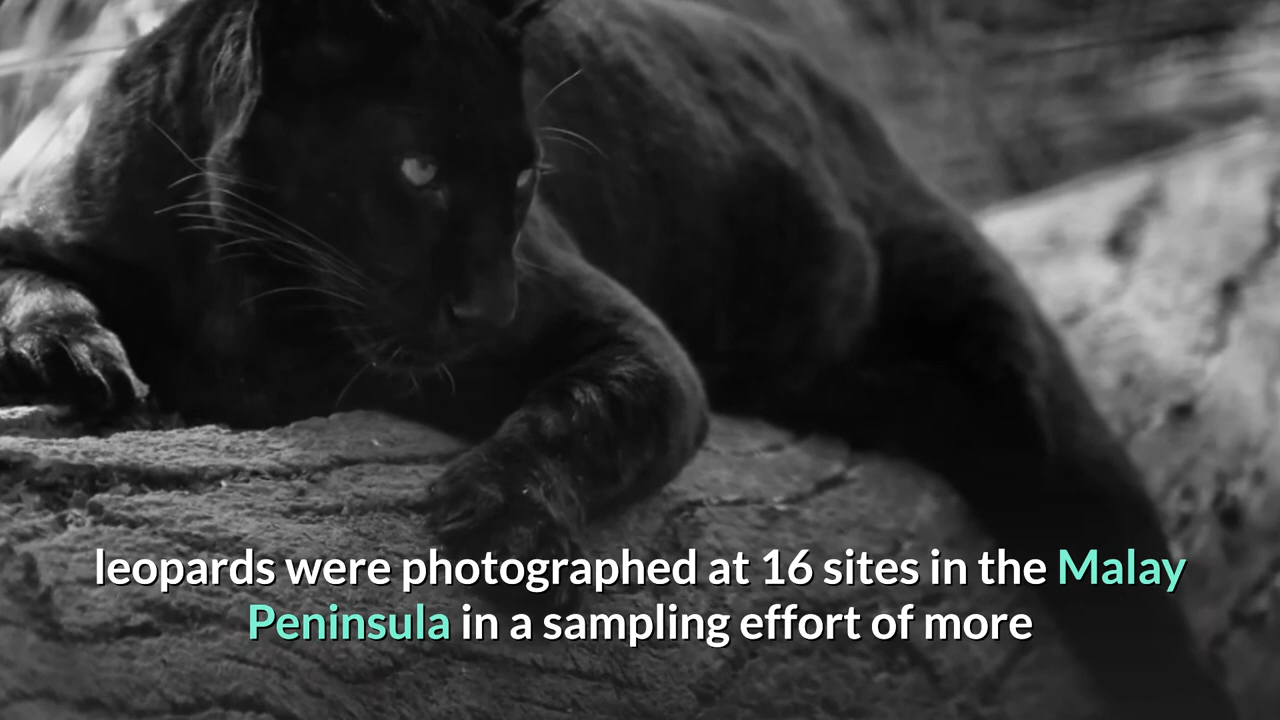 leopards were photographed at 16 sites in the Malay
Peninsula in a sampling effort of more